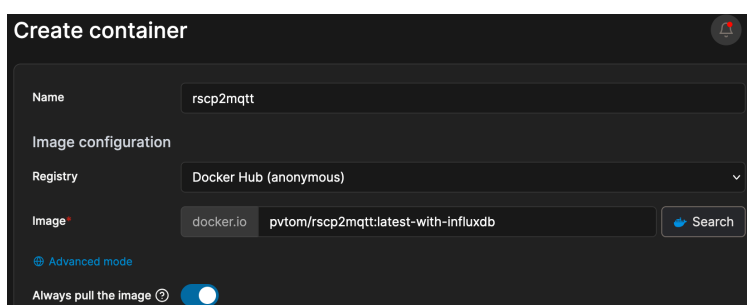 Create container
Name rscp2mqtt
Image configuration
Registry Docker Hub (anonymous)
Image* docker.io pvtom/rscp2mqtt:latest-with-influxdb Search
Advanced mode
Always pull the image ?